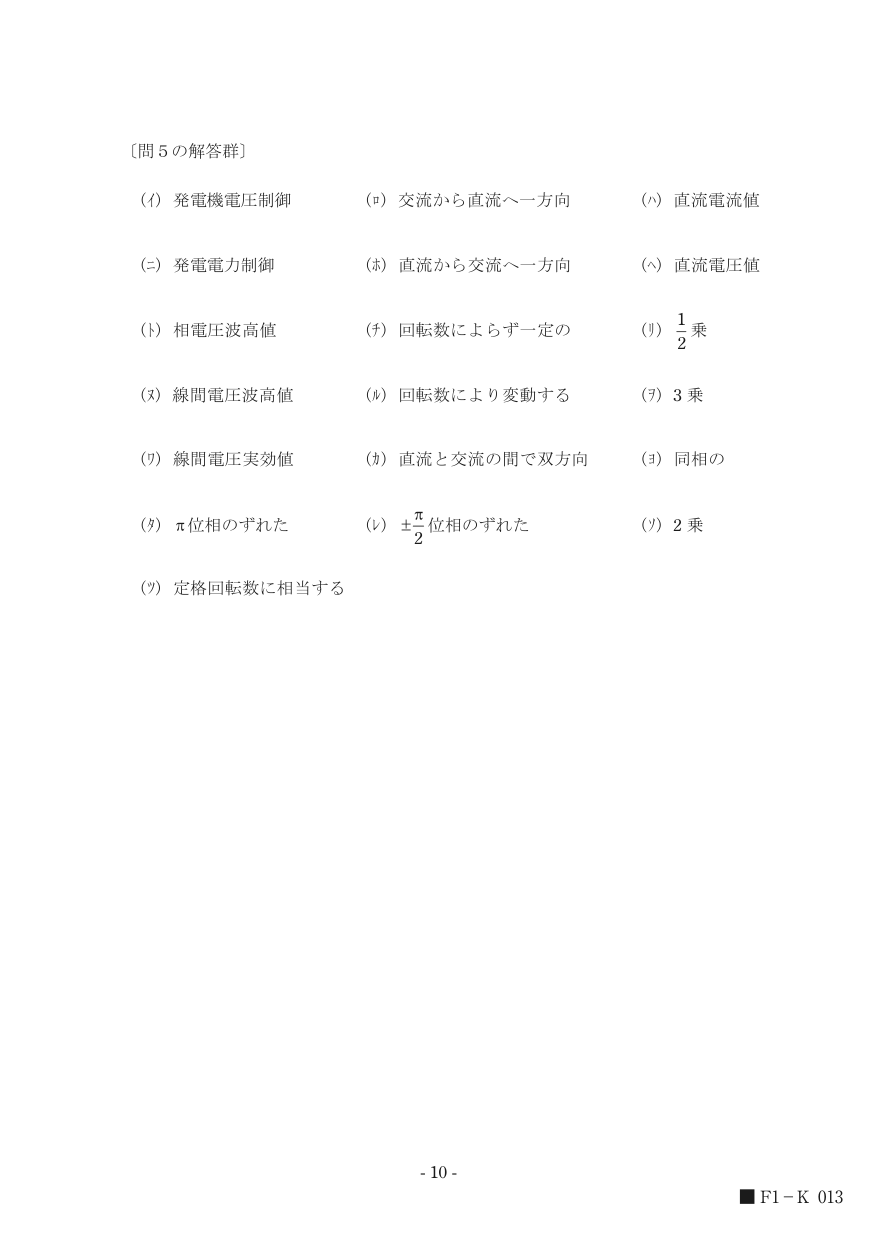 〔問５の解答群〕
(ｲ) 発電機電圧制御 (ﾛ) 交流から直流へ一方向 (ﾊ) 直流電流値
(ﾆ) 発電電力制御 (ﾎ) 直流から交流へ一方向 (ﾍ) 直流電圧値
(ﾄ) 相電圧波高値 (ﾁ) 回転数によらず一定の (ﾘ) 1/2 乗
(ﾇ) 線間電圧波高値 (ﾙ) 回転数により変動する (ｦ) 3 乗
(ﾜ) 線間電圧実効値 (ｶ) 直流と交流の間で双方向 (ﾖ) 同相の
(ﾀ) π位相のずれた (ﾚ) ±π/2 位相のずれた (ｿ) 2 乗
(ﾂ) 定格回転数に相当する
- 10 -
■ F1－K 013